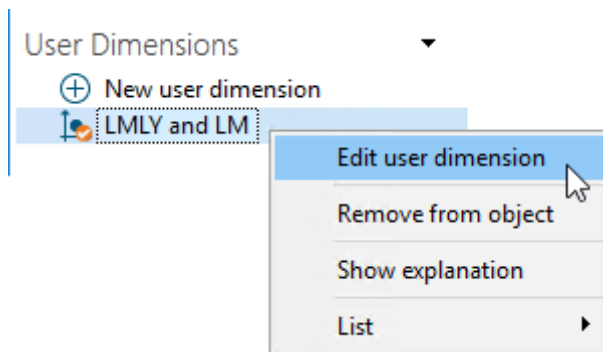 User Dimensions
New user dimension
LMLY and LM
Edit user dimension
Remove from object
Show explanation
List